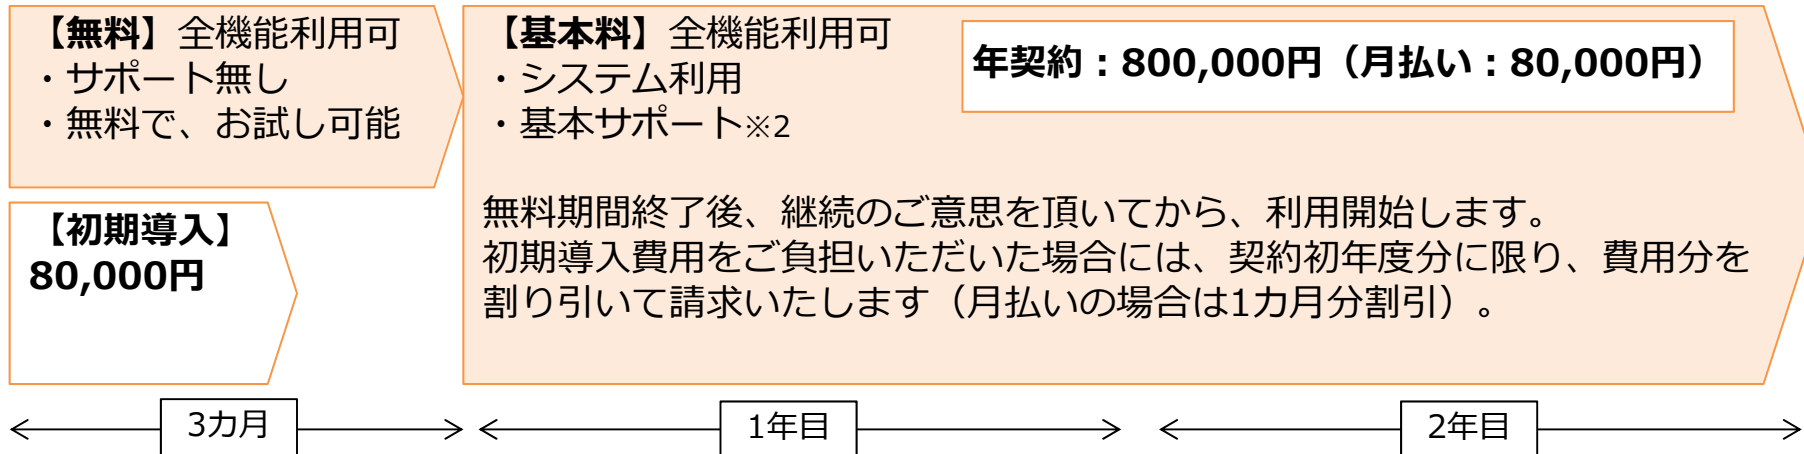 【無料】全機能利用可
・サポート無し
・無料で、お試し可能
【初期導入】
80,000円
【基本料】全機能利用可
・システム利用
・基本サポート※2
年契約：800,000円（月払い：80,000円）
無料期間終了後、継続のご意思を頂いてから、利用開始します。
初期導入費用をご負担いただいた場合には、契約初年度分に限り、費用分を
割り引いて請求いたします（月払いの場合は1カ月分割引）。
3カ月
1年目
2年目